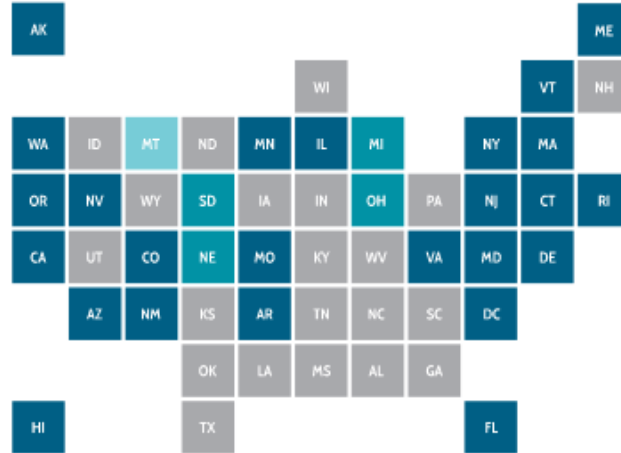 AK ME
WI VT NH
WA ID MT ND MN IL MI NY MA
OR NV WY SD IA IN OH PA NJ CT RI
CA UT CO NE MO KY WV VA MD DE
AZ NM KS AR TN NC SC DC
OK LA MS AL GA
HI TX FL